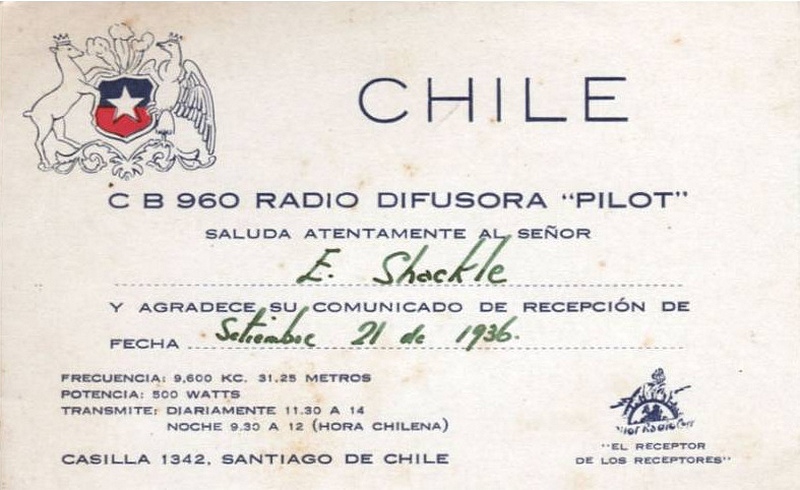 CHILE
C B 960 RADIO DIFUSORA "PILOT"
SALUDA ATENTAMENTE AL SEÑOR
E. Shackle
Y AGRADECE SU COMUNICADO DE RECEPCIÓN DE
FECHA Setiembre 21 de 1936.
FRECUENCIA: 9,600 KC. 31.25 METROS
POTENCIA: 500 WATTS
TRANSMITE: DIARIAMENTE 11.30 A 14
NOCHE 9.30 A 12 (HORA CHILENA)
CASILLA 1342, SANTIAGO DE CHILE
"EL RECEPTOR
DE LOS RECEPTORES"